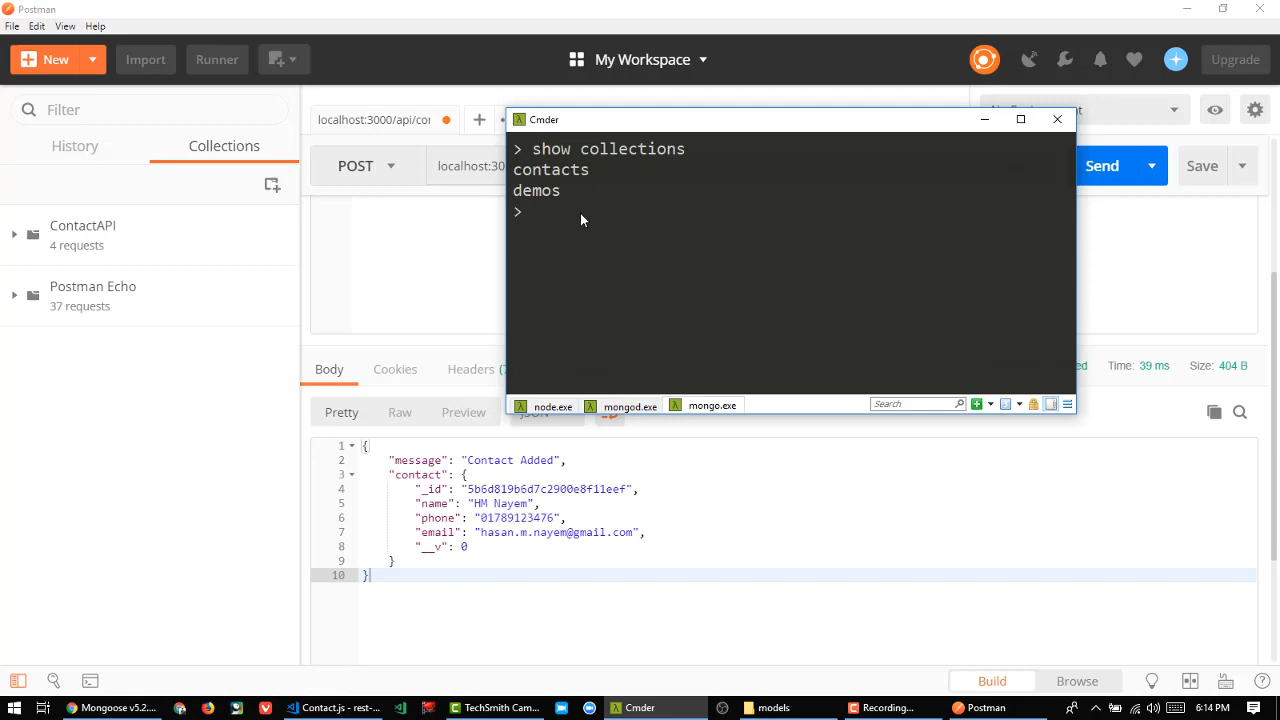 Postman
File Edit View Help
New Import Runner My Workspace Upgrade
Filter
History Collections
ContactAPI
4 requests
Postman Echo
37 requests
localhost:3000/api/co
POST localhost:30 Send Save
Cmder
> show collections
contacts
demos
>
node.exe mongod.exe mongo.exe Search
Body Cookies Headers Time: 39 ms Size: 404 B
Pretty Raw Preview
1 {
2 "message": "Contact Added",
3 "contact": {
4 "_id": "5b6d819b6d7c2900e8f11eef",
5 "name": "HM Nayem",
6 "phone": "01789123476",
7 "email": "hasan.m.nayem@gmail.com",
8 "__v": 0
9 }
10 }
Build Browse
Mongoose v5.2.... Contact.js - rest-... TechSmith Cam... Cmder models Recording... Postman 6:14 PM